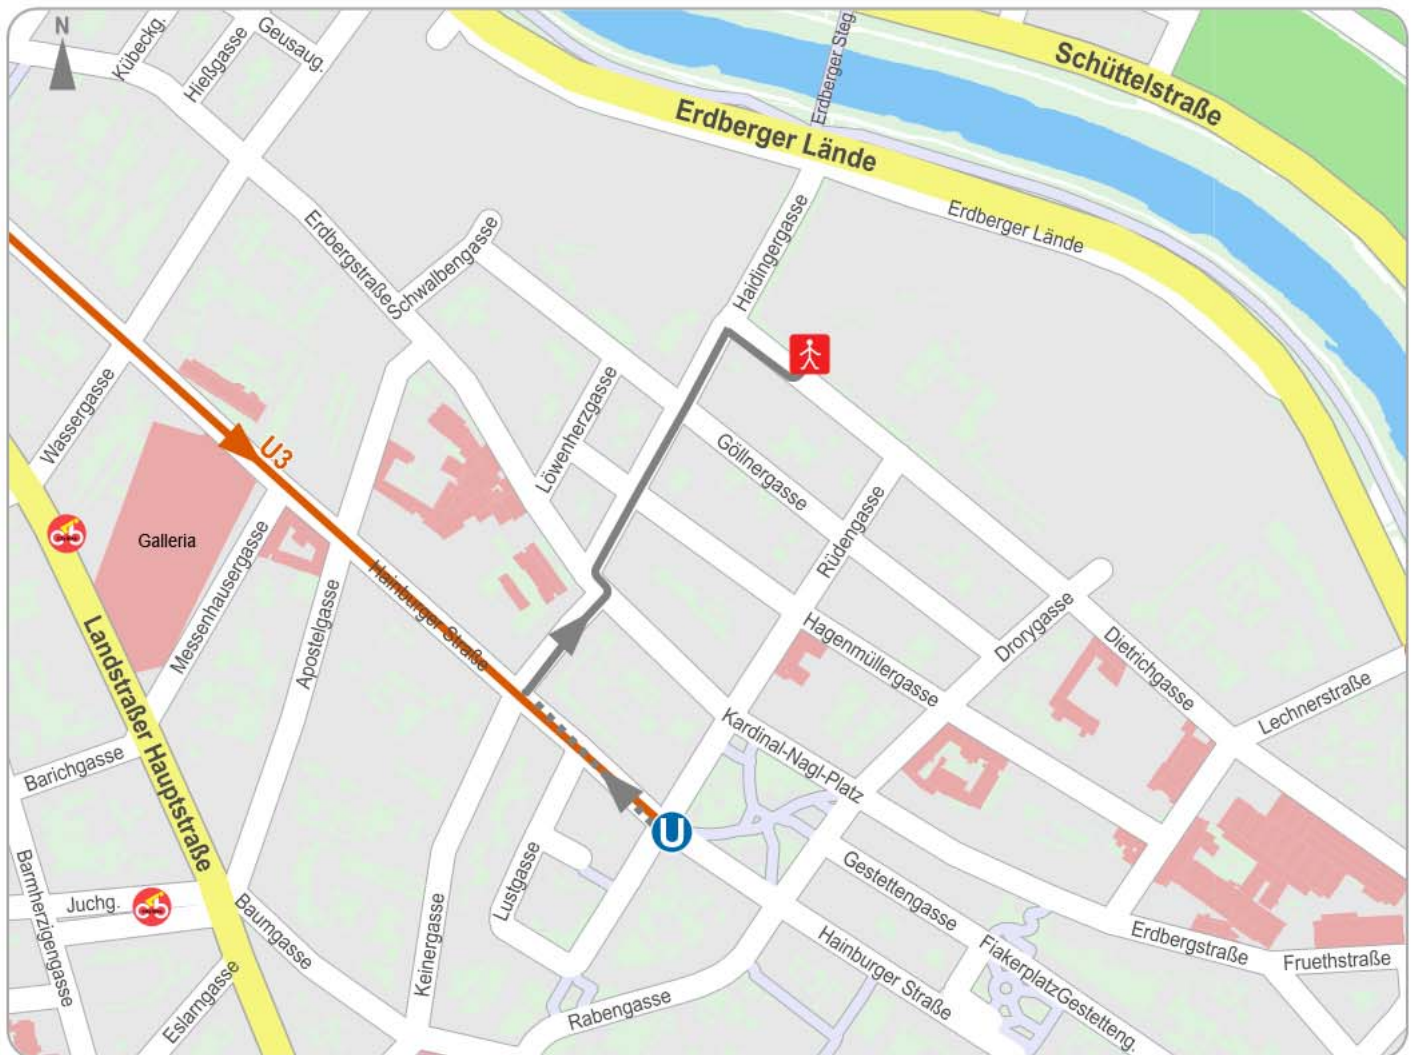 N
Kübeckg.
Hießgasse
Geusaug.
Erdberger Steg
Schüttelstraße
Erdberger Lände
Erdberger Lände
Haidingergasse
Erdbergstraße
Schwalbengasse
Wassergasse
U3
Löwenherzgasse
Göllnergasse
Rüdengasse
Galleria
Messenhausergasse
Apostelgasse
Hainburger Straße
Hagenmüllergasse
Drorygasse
Dietrichgasse
Lechnerstraße
Landstraßer Hauptstraße
Kardinal-Nagl-Platz
Barichgasse
U
Lustgasse
Gestettengasse
Barmherzigengasse
Juchg.
Baumgasse
Keinergasse
Hainburger Straße
Erdbergstraße
Fruethstraße
Fiakerplatz
Gestetteng.
Eslarngasse
Rabengasse